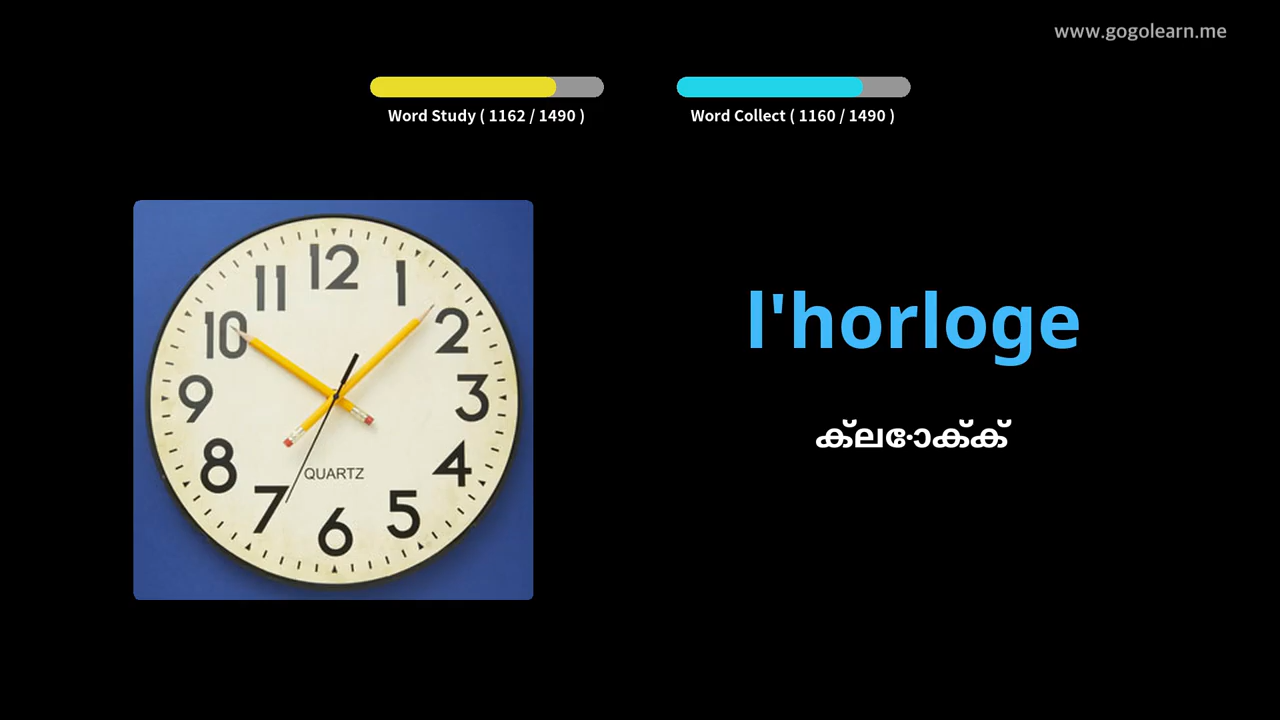 www.gogolearn.me
Word Study ( 1162 / 1490 )
Word Collect ( 1160 / 1490 )
12
1
2
3
4
5
6
7
8
9
10
11
QUARTZ
l'horloge
ക്ലോക്ക്